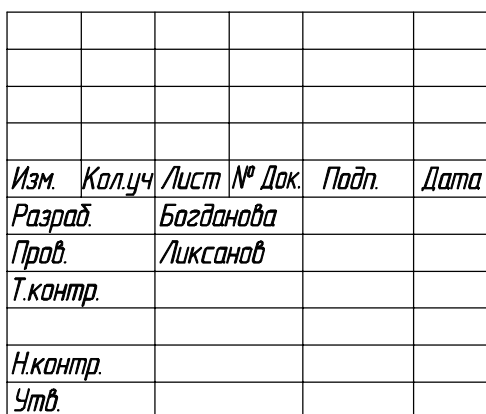 Изм. Кол.уч Лист № Док. Подп. Дата
Разраб. Богданова
Пров. Ликсанов
Т.контр.
Н.контр.
Утв.